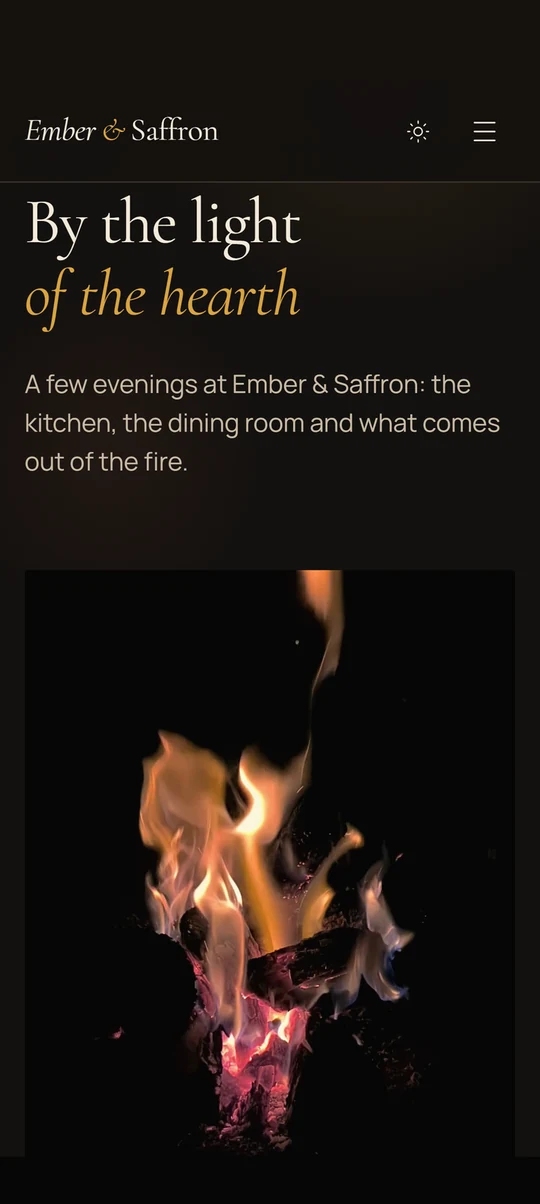 Ember & Saffron
By the light
of the hearth
A few evenings at Ember & Saffron: the
kitchen, the dining room and what comes
out of the fire.